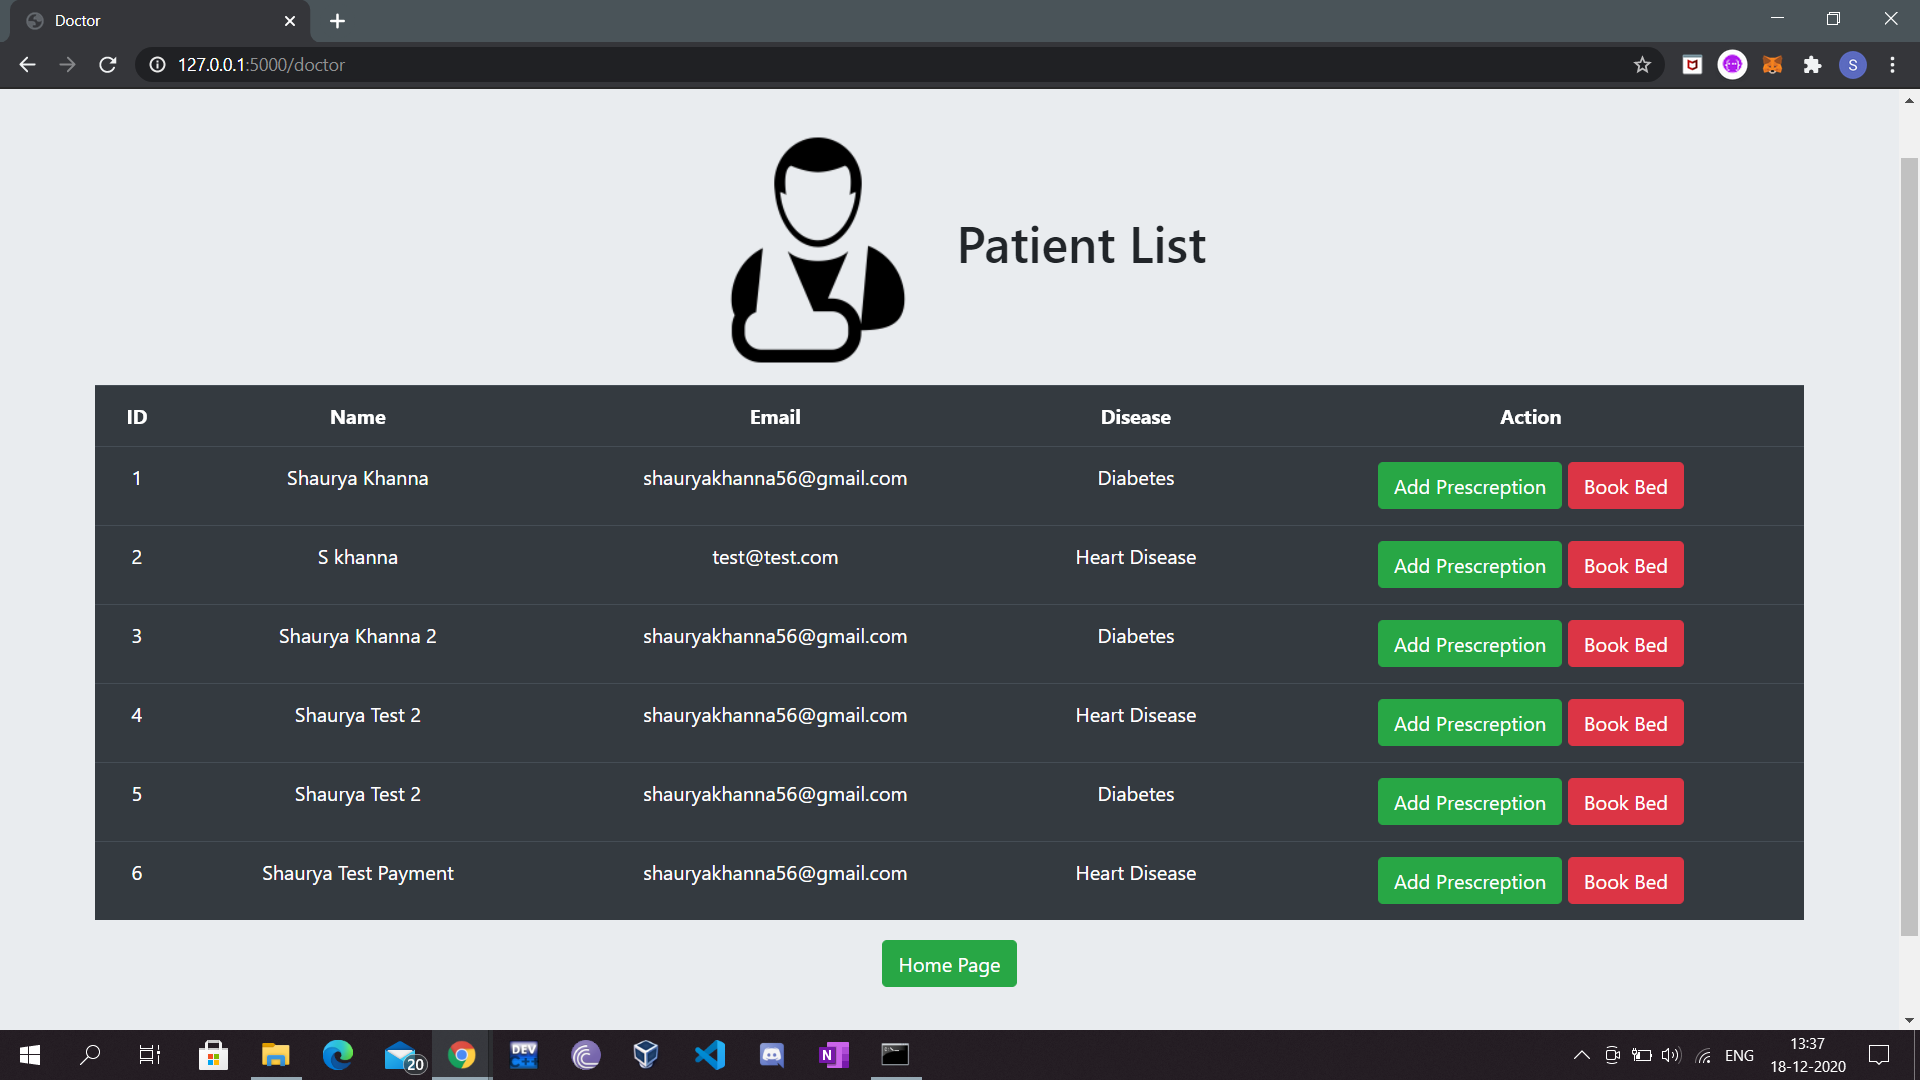 Doctor
127.0.0.1:5000/doctor
S
Patient List
ID Name Email Disease Action
1 Shaurya Khanna shauryakhanna56@gmail.com Diabetes Add Prescreption Book Bed
2 S khanna test@test.com Heart Disease Add Prescreption Book Bed
3 Shaurya Khanna 2 shauryakhanna56@gmail.com Diabetes Add Prescreption Book Bed
4 Shaurya Test 2 shauryakhanna56@gmail.com Heart Disease Add Prescreption Book Bed
5 Shaurya Test 2 shauryakhanna56@gmail.com Diabetes Add Prescreption Book Bed
6 Shaurya Test Payment shauryakhanna56@gmail.com Heart Disease Add Prescreption Book Bed
Home Page
20
DEV
C++
N
ENG
13:37
18-12-2020